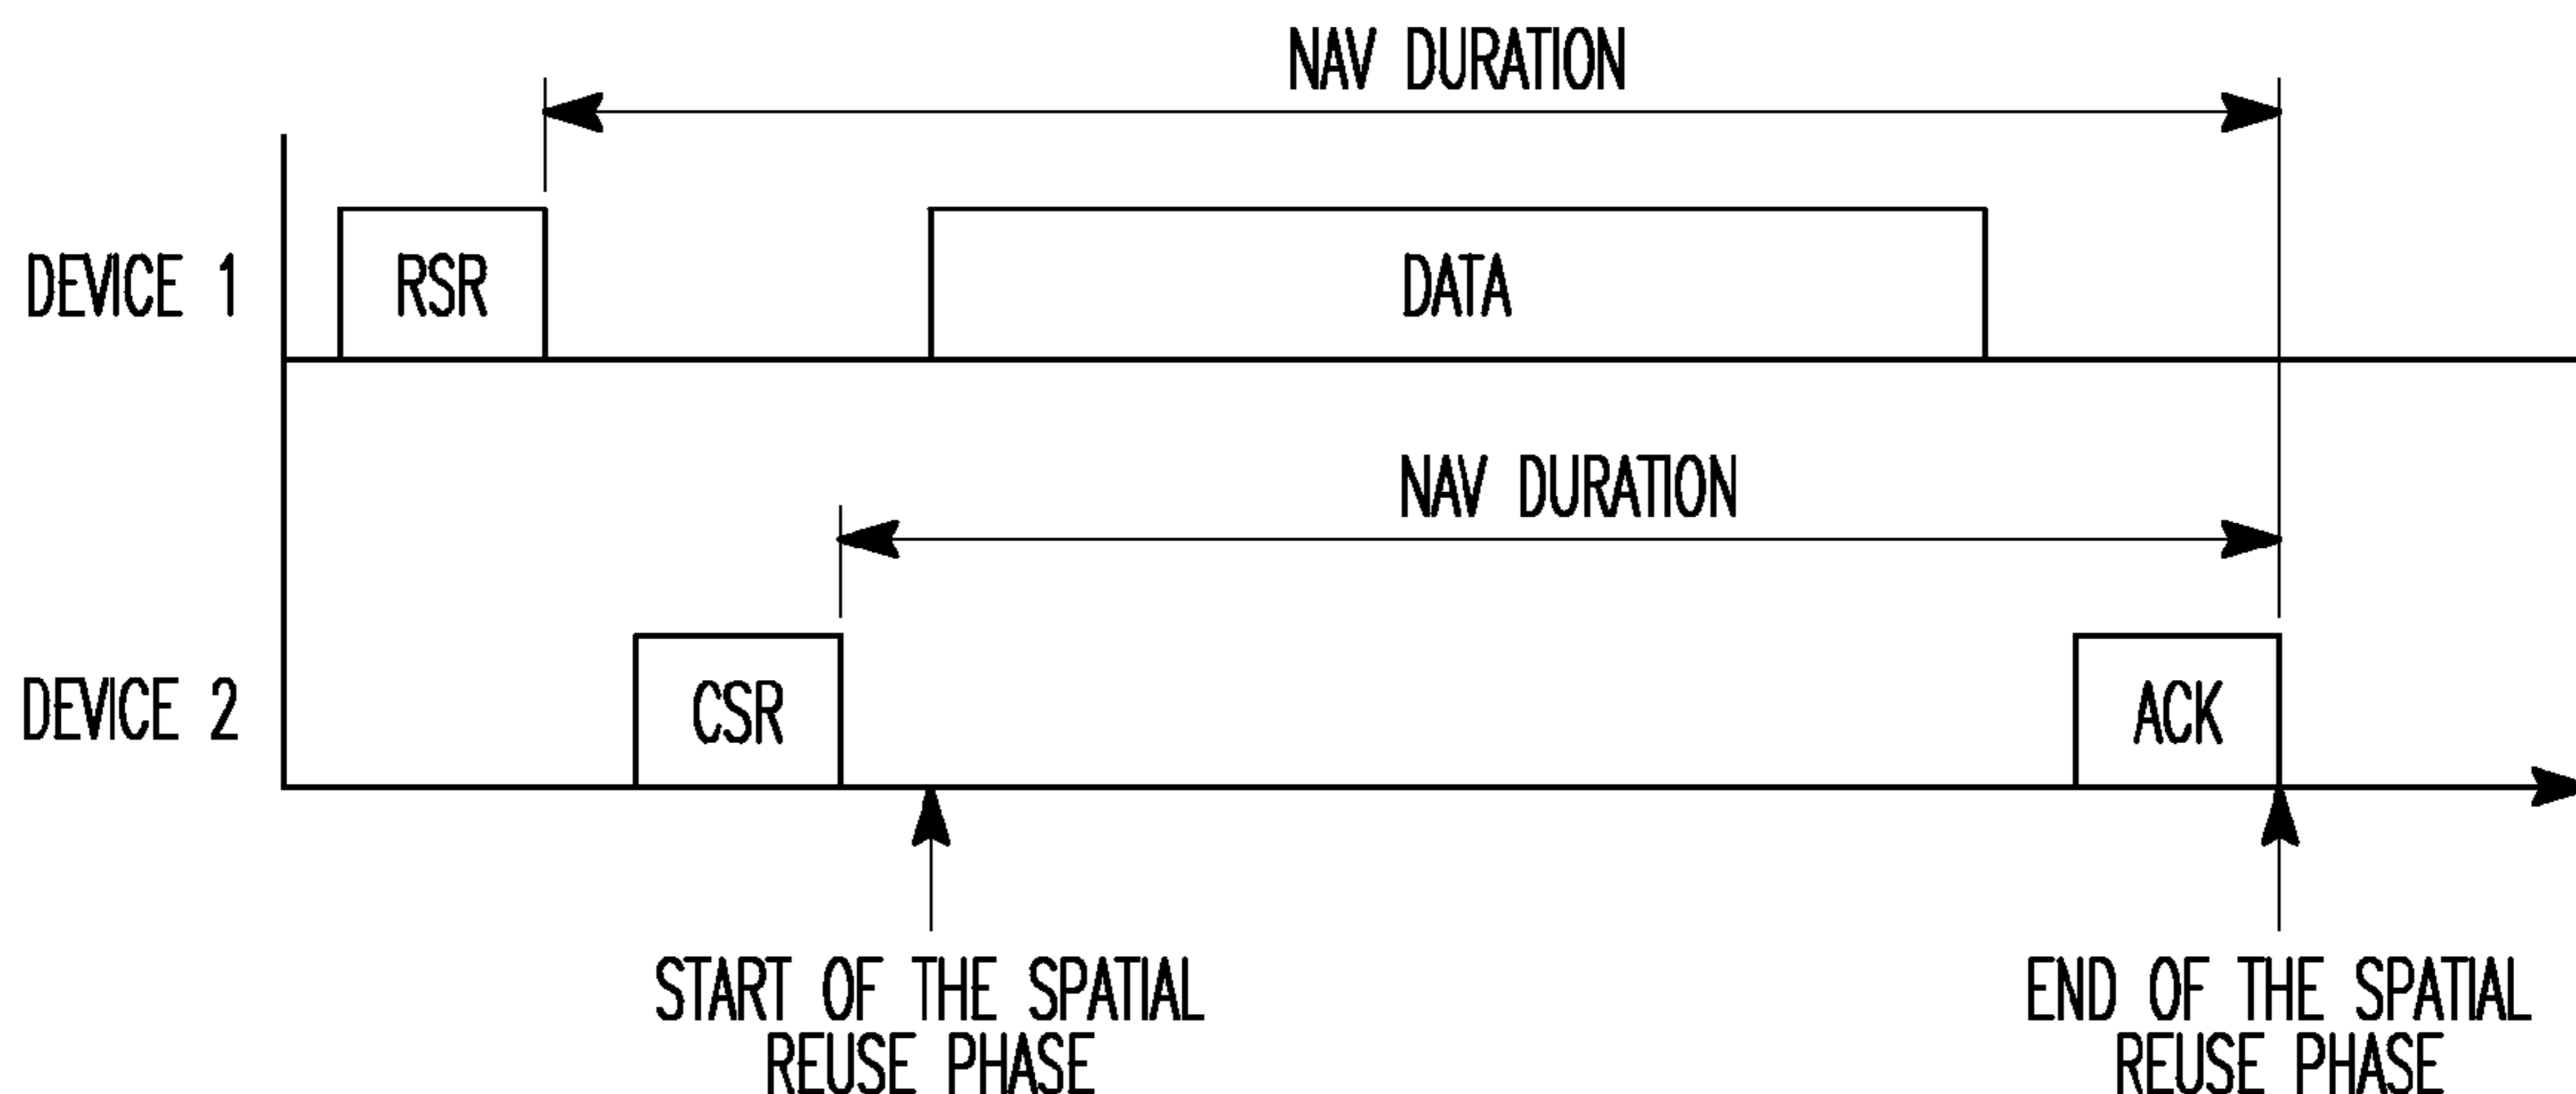 NAV DURATION
DEVICE 1
RSR
DATA
NAV DURATION
DEVICE 2
CSR
ACK
START OF THE SPATIAL
REUSE PHASE
END OF THE SPATIAL
REUSE PHASE